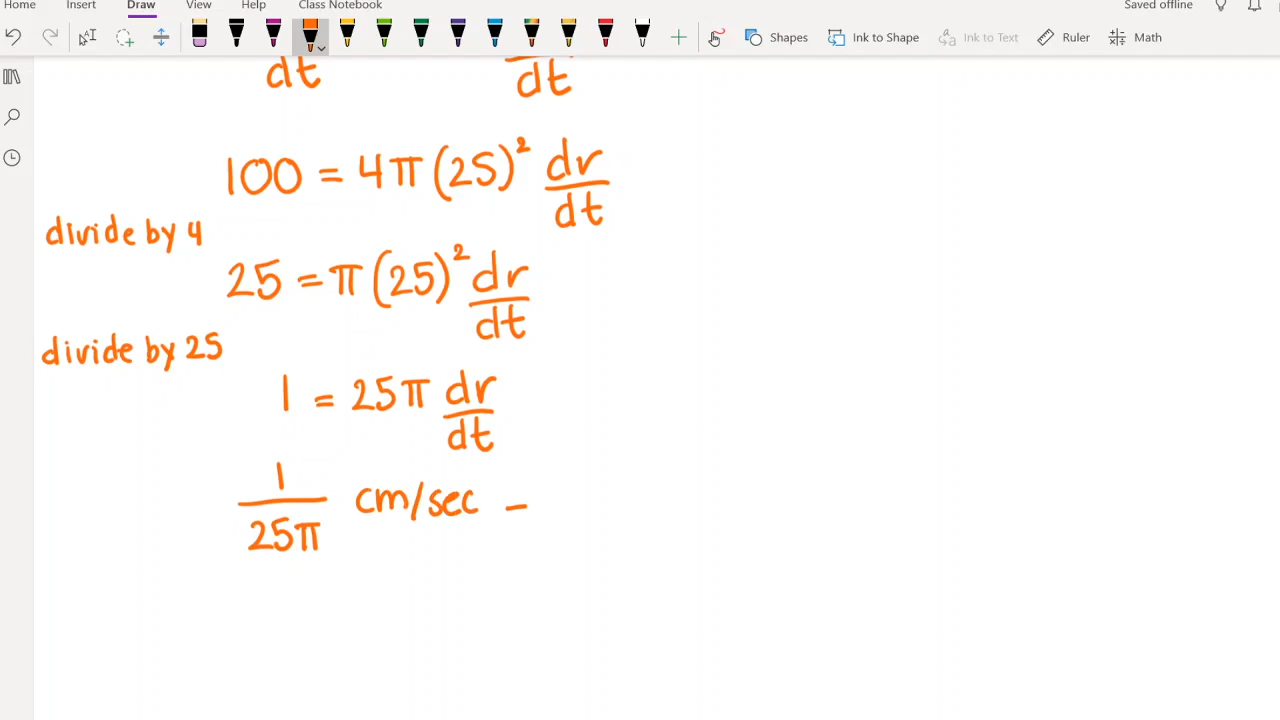 Home Insert Draw View Help Class Notebook Saved offline
Shapes Ink to Shape Ink to Text Ruler Math
dt dt
100 = 4π(25)² dr/dt
divide by 4
25 = π(25)² dr/dt
divide by 25
1 = 25π dr/dt
1/25π cm/sec –